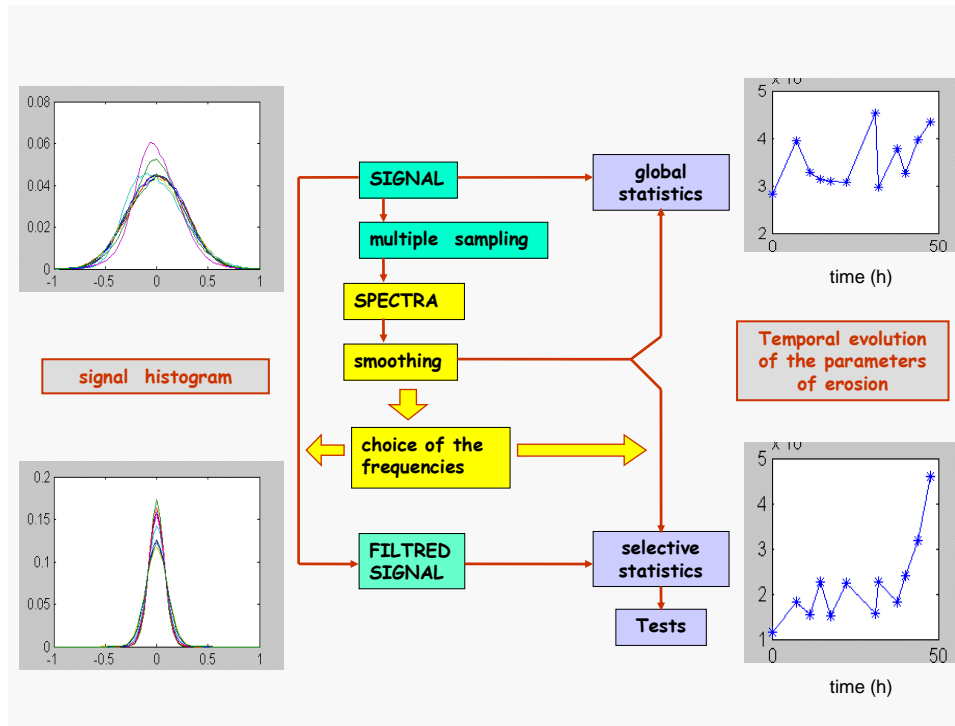 0.08
0.06
0.04
0.02
0
-1
-0.5
0
0.5
1
signal histogram
0.2
0.15
0.1
0.05
0
-1
-0.5
0
0.5
1
SIGNAL
multiple sampling
SPECTRA
smoothing
choice of the
frequencies
FILTRED
SIGNAL
global
statistics
selective
statistics
Tests
5
4
3
2
0
50
time (h)
Temporal evolution
of the parameters
of erosion
5
4
3
2
1
0
50
time (h)